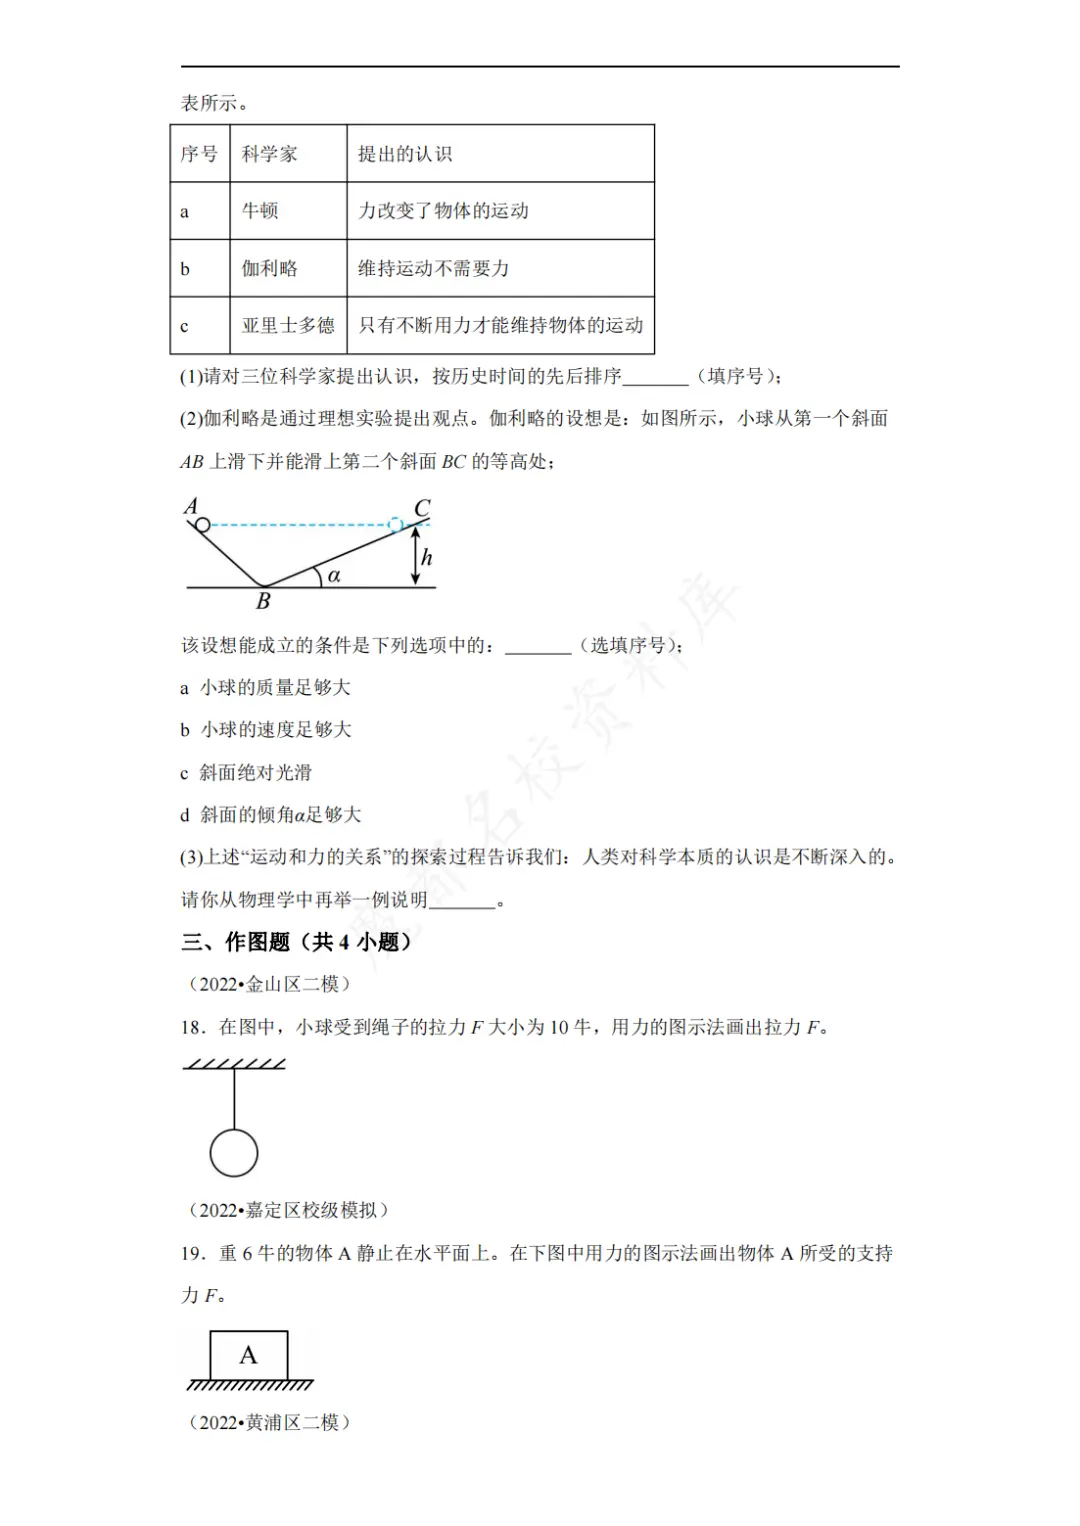 表所示。
序号 科学家 提出的认识
a 牛顿 力改变了物体的运动
b 伽利略 维持运动不需要力
c 亚里士多德 只有不断用力才能维持物体的运动
(1)请对三位科学家提出认识，按历史时间的先后排序_______（填序号）；
(2)伽利略是通过理想实验提出观点。伽利略的设想是：如图所示，小球从第一个斜面
AB 上滑下并能滑上第二个斜面 BC 的等高处；
A C
h
α
B
该设想能成立的条件是下列选项中的：_______（选填序号）；
a 小球的质量足够大
b 小球的速度足够大
c 斜面绝对光滑
d 斜面的倾角α足够大
(3)上述“运动和力的关系”的探索过程告诉我们：人类对科学本质的认识是不断深入的。
请你从物理学中再举一例说明_______。
三、作图题（共 4 小题）
（2022•金山区二模）
18．在图中，小球受到绳子的拉力 F 大小为 10 牛，用力的图示法画出拉力 F。
（2022•嘉定区校级模拟）
19．重 6 牛的物体 A 静止在水平面上。在下图中用力的图示法画出物体 A 所受的支持
力 F。
A
（2022•黄浦区二模）
魔都名校资料库